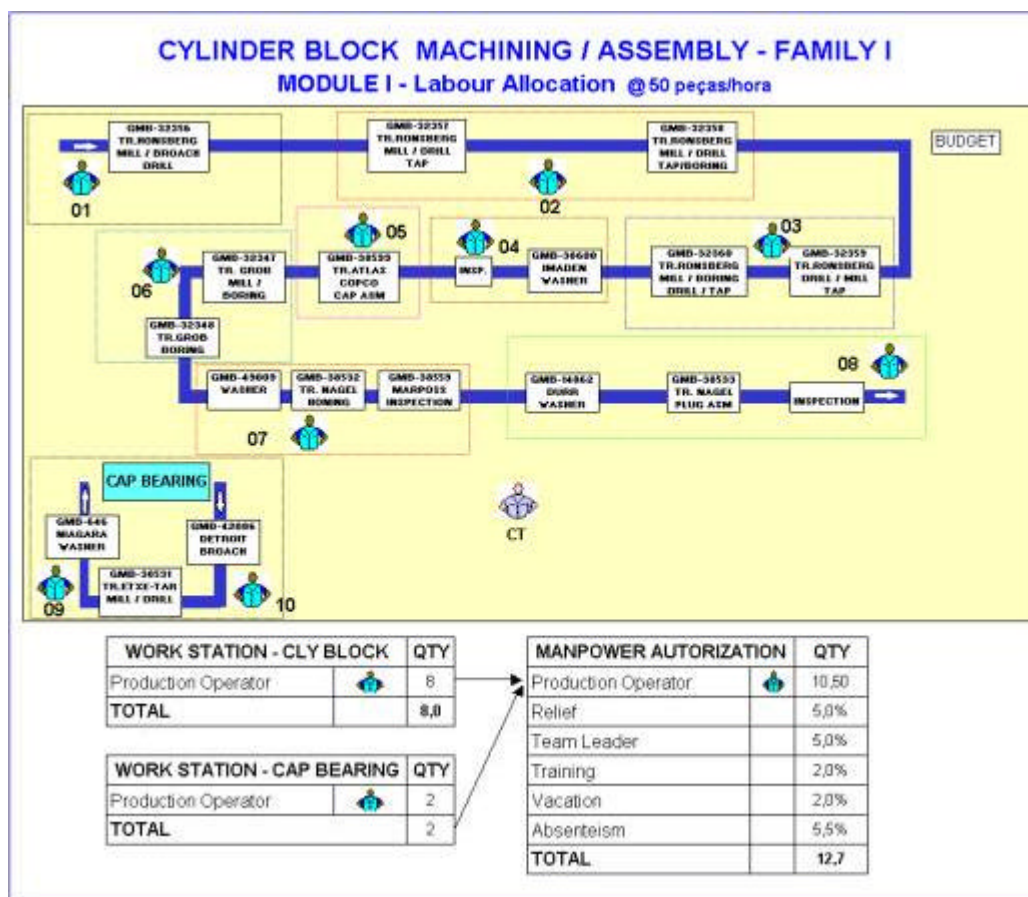 CYLINDER BLOCK MACHINING / ASSEMBLY - FAMILY I
MODULE I - Labour Allocation @ 50 peças/hora
BUDGET
GMB-32356
TR.RONSBERG
MILL / BROACH
DRILL
01
GMB-32357
TR.RONSBERG
MILL / DRILL
TAP
GMB-32358
TR.RONSBERG
MILL / DRILL
TAP/BORING
02
03
GMB-32359
TR.RONSBERG
DRILL / MILL
TAP
GMB-32360
TR.RONSBERG
MILL / BORING
DRILL / TAP
04
INSP.
GMB-30600
IMADEN
WASHER
05
GMB-38599
TR.ATLAS
COPCO
CAP ASM
06
GMB-32347
TR. GROB
MILL /
BORING
GMB-32348
TR.GROB
BORING
GMB-49009
WASHER
GMB-38532
TR. NAGEL
HONING
GMB-38559
MARPOSS
INSPECTION
07
GMB-14862
DURR
WASHER
GMB-38533
TR. NAGEL
PLUG ASM
INSPECTION
08
CAP BEARING
GMB-646
NIAGARA
WASHER
GMB-42886
DETROIT
BROACH
GMB-38531
TR.ETXE-TAR
MILL / DRILL
09
10
CT
WORK STATION - CLY BLOCK QTY
Production Operator 8
TOTAL 8,0
WORK STATION - CAP BEARING QTY
Production Operator 2
TOTAL 2
MANPOWER AUTORIZATION QTY
Production Operator 10,50
Relief 5,0%
Team Leader 5,0%
Training 2,0%
Vacation 2,0%
Absenteism 5,5%
TOTAL 12,7